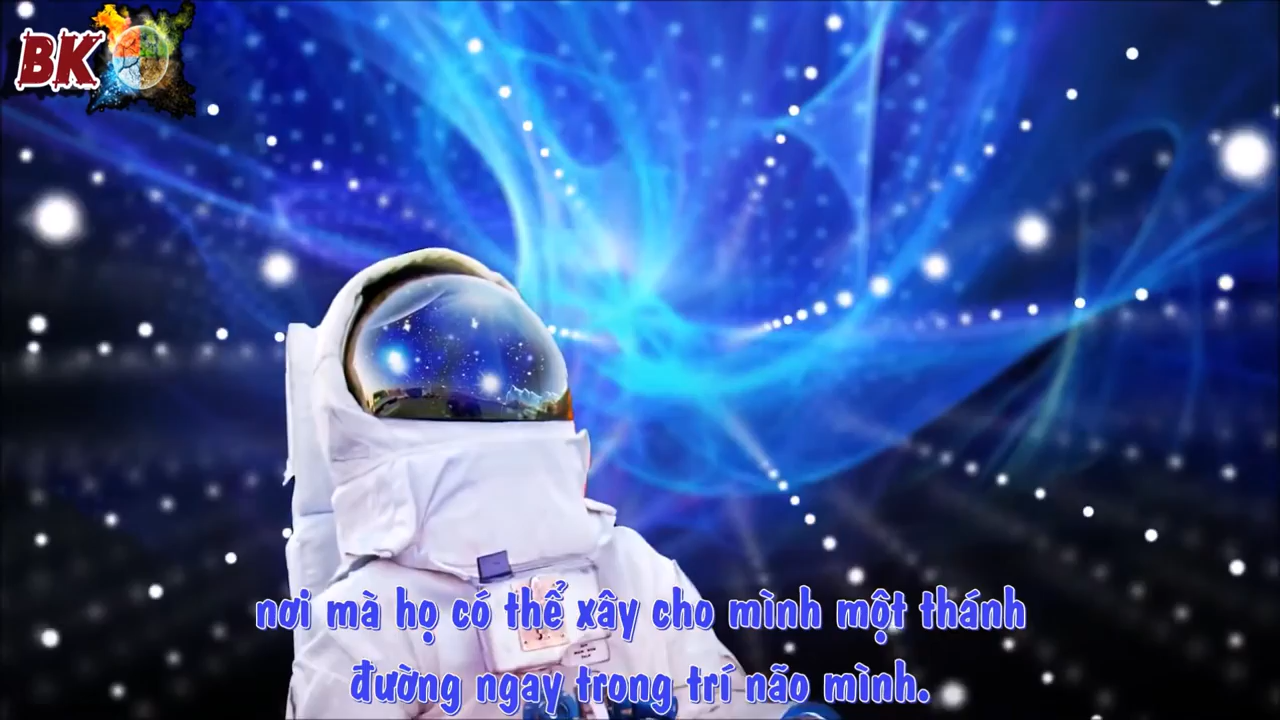 BK
nơi mà họ có thể xây cho mình một thánh
đường ngay trong trí não mình.